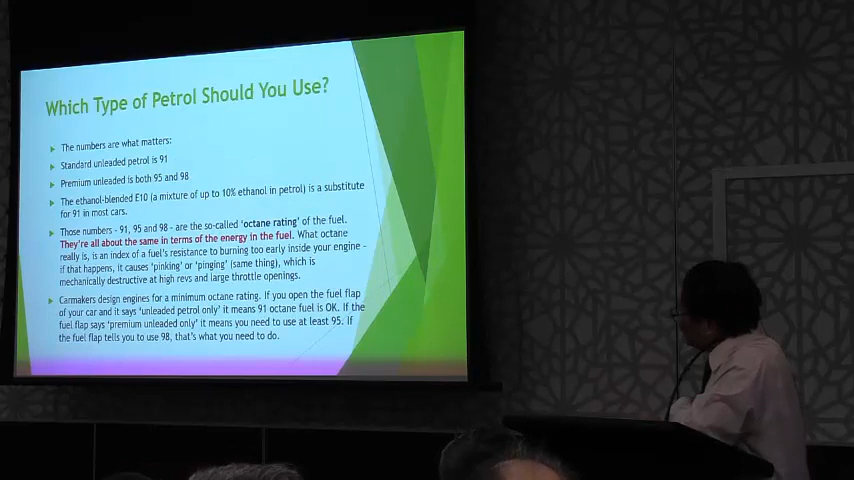 Which Type of Petrol Should You Use?
The numbers are what matters:
Standard unleaded petrol is 91
Premium unleaded is both 95 and 98
The ethanol-blended E10 (a mixture of up to 10% ethanol in petrol) is a substitute
for 91 in most cars.
Those numbers - 91, 95 and 98 - are the so-called 'octane rating' of the fuel.
They're all about the same in terms of the energy in the fuel. What octane
really is, is an index of a fuel's resistance to burning too early inside your engine -
if that happens, it causes 'pinking' or 'pinging' (same thing), which is
mechanically destructive at high revs and large throttle openings.
Carmakers design engines for a minimum octane rating. If you open the fuel flap
of your car and it says 'unleaded petrol only' it means 91 octane fuel is OK. If the
fuel flap says 'premium unleaded only' it means you need to use at least 95. If
the fuel flap tells you to use 98, that's what you need to do.